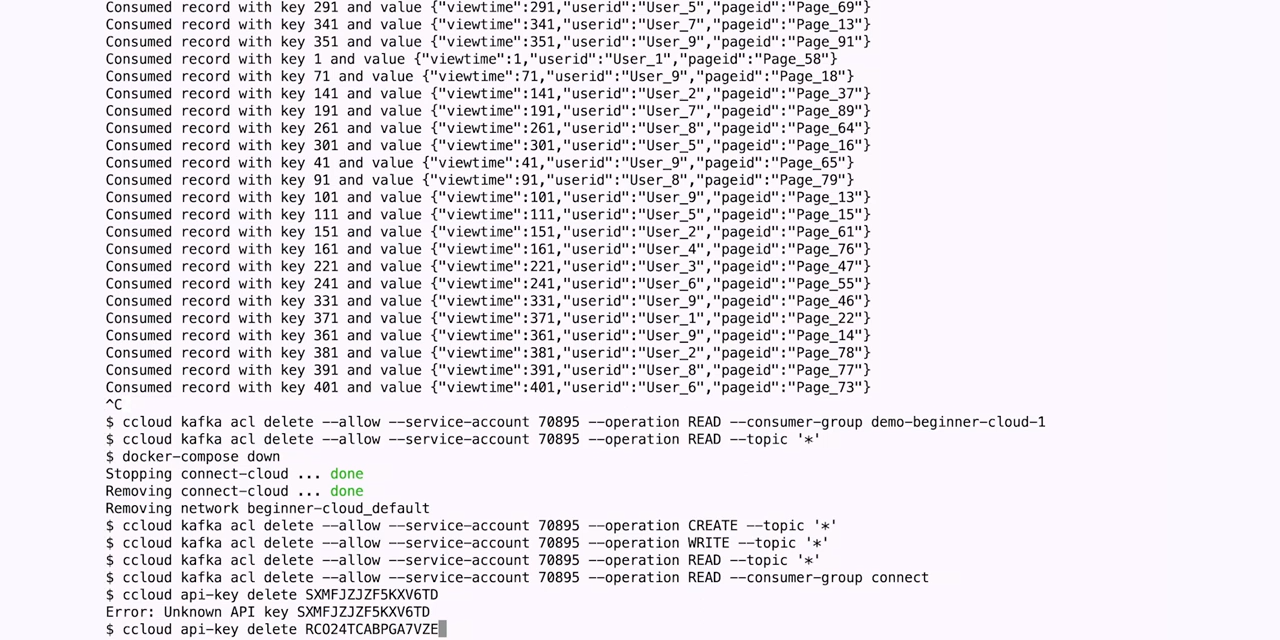 Consumed record with key 291 and value {"viewtime":291,"userid":"User_5","pageid":"Page_69"}
Consumed record with key 341 and value {"viewtime":341,"userid":"User_7","pageid":"Page_13"}
Consumed record with key 351 and value {"viewtime":351,"userid":"User_9","pageid":"Page_91"}
Consumed record with key 1 and value {"viewtime":1,"userid":"User_1","pageid":"Page_58"}
Consumed record with key 71 and value {"viewtime":71,"userid":"User_9","pageid":"Page_18"}
Consumed record with key 141 and value {"viewtime":141,"userid":"User_2","pageid":"Page_37"}
Consumed record with key 191 and value {"viewtime":191,"userid":"User_7","pageid":"Page_89"}
Consumed record with key 261 and value {"viewtime":261,"userid":"User_8","pageid":"Page_64"}
Consumed record with key 301 and value {"viewtime":301,"userid":"User_5","pageid":"Page_16"}
Consumed record with key 41 and value {"viewtime":41,"userid":"User_9","pageid":"Page_65"}
Consumed record with key 91 and value {"viewtime":91,"userid":"User_8","pageid":"Page_79"}
Consumed record with key 101 and value {"viewtime":101,"userid":"User_9","pageid":"Page_13"}
Consumed record with key 111 and value {"viewtime":111,"userid":"User_5","pageid":"Page_15"}
Consumed record with key 151 and value {"viewtime":151,"userid":"User_2","pageid":"Page_61"}
Consumed record with key 161 and value {"viewtime":161,"userid":"User_4","pageid":"Page_76"}
Consumed record with key 221 and value {"viewtime":221,"userid":"User_3","pageid":"Page_47"}
Consumed record with key 241 and value {"viewtime":241,"userid":"User_6","pageid":"Page_55"}
Consumed record with key 331 and value {"viewtime":331,"userid":"User_9","pageid":"Page_46"}
Consumed record with key 371 and value {"viewtime":371,"userid":"User_1","pageid":"Page_22"}
Consumed record with key 361 and value {"viewtime":361,"userid":"User_9","pageid":"Page_14"}
Consumed record with key 381 and value {"viewtime":381,"userid":"User_2","pageid":"Page_78"}
Consumed record with key 391 and value {"viewtime":391,"userid":"User_8","pageid":"Page_77"}
Consumed record with key 401 and value {"viewtime":401,"userid":"User_6","pageid":"Page_73"}
^C
$ ccloud kafka acl delete --allow --service-account 70895 --operation READ --consumer-group demo-beginner-cloud-1
$ ccloud kafka acl delete --allow --service-account 70895 --operation READ --topic '*'
$ docker-compose down
Stopping connect-cloud ... done
Removing connect-cloud ... done
Removing network beginner-cloud_default
$ ccloud kafka acl delete --allow --service-account 70895 --operation CREATE --topic '*'
$ ccloud kafka acl delete --allow --service-account 70895 --operation WRITE --topic '*'
$ ccloud kafka acl delete --allow --service-account 70895 --operation READ --topic '*'
$ ccloud kafka acl delete --allow --service-account 70895 --operation READ --consumer-group connect
$ ccloud api-key delete SXMFJZJZF5KXV6TD
Error: Unknown API key SXMFJZJZF5KXV6TD
$ ccloud api-key delete RCO24TCABPGA7VZE